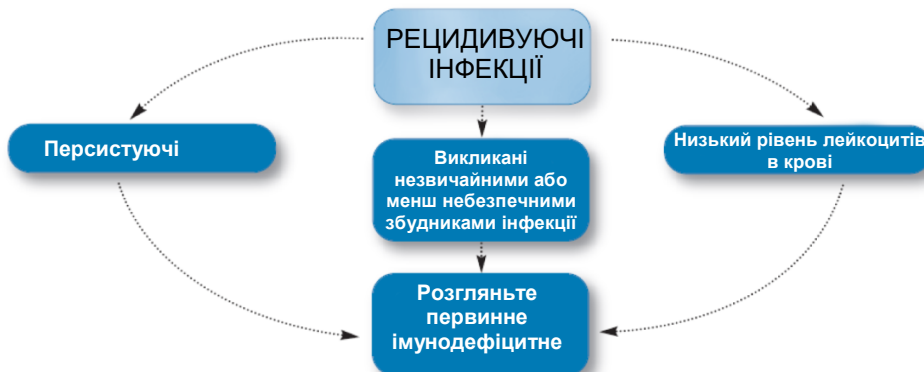 РЕЦИДИВУЮЧІ
ІНФЕКЦІЇ
Персистуючі
Викликані
незвичайними або
менш небезпечними
збудниками інфекції
Низький рівень лейкоцитів
в крові
Розгляньте
первинне
імунодефіцитне